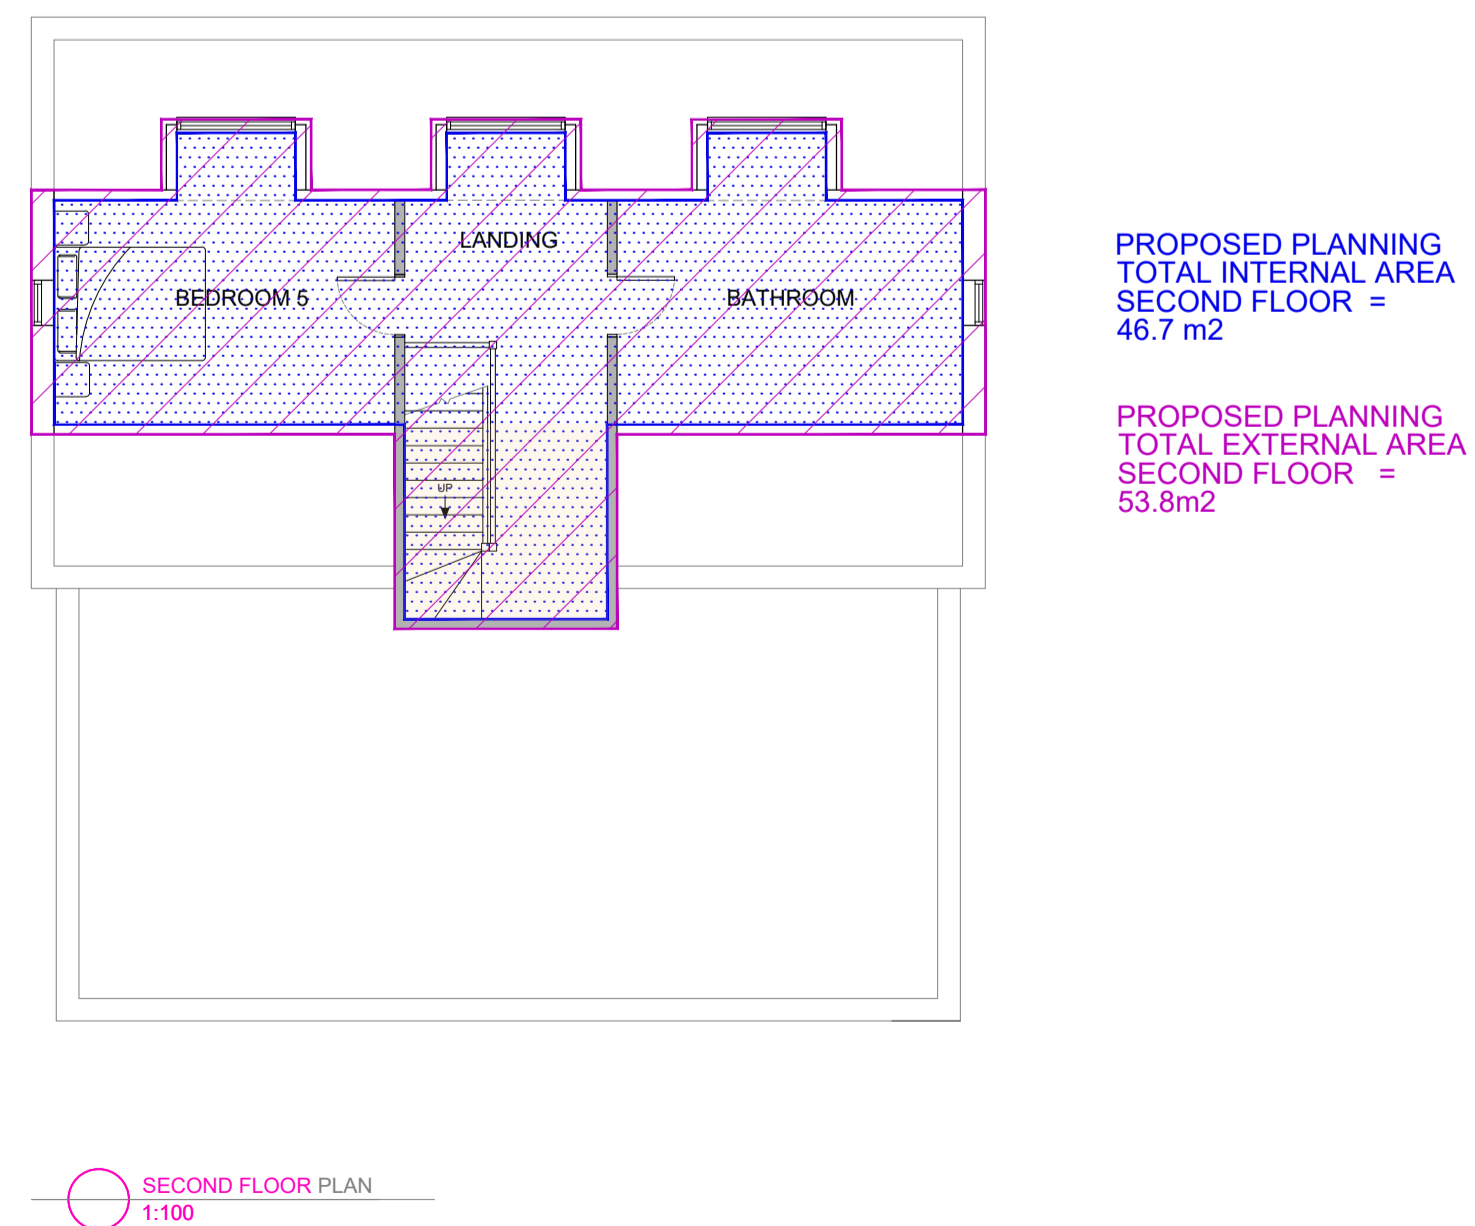 LANDING
BEDROOM 5
BATHROOM
UP
PROPOSED PLANNING
TOTAL INTERNAL AREA
SECOND FLOOR =
46.7 m2
PROPOSED PLANNING
TOTAL EXTERNAL AREA
SECOND FLOOR =
53.8m2
SECOND FLOOR PLAN
1:100